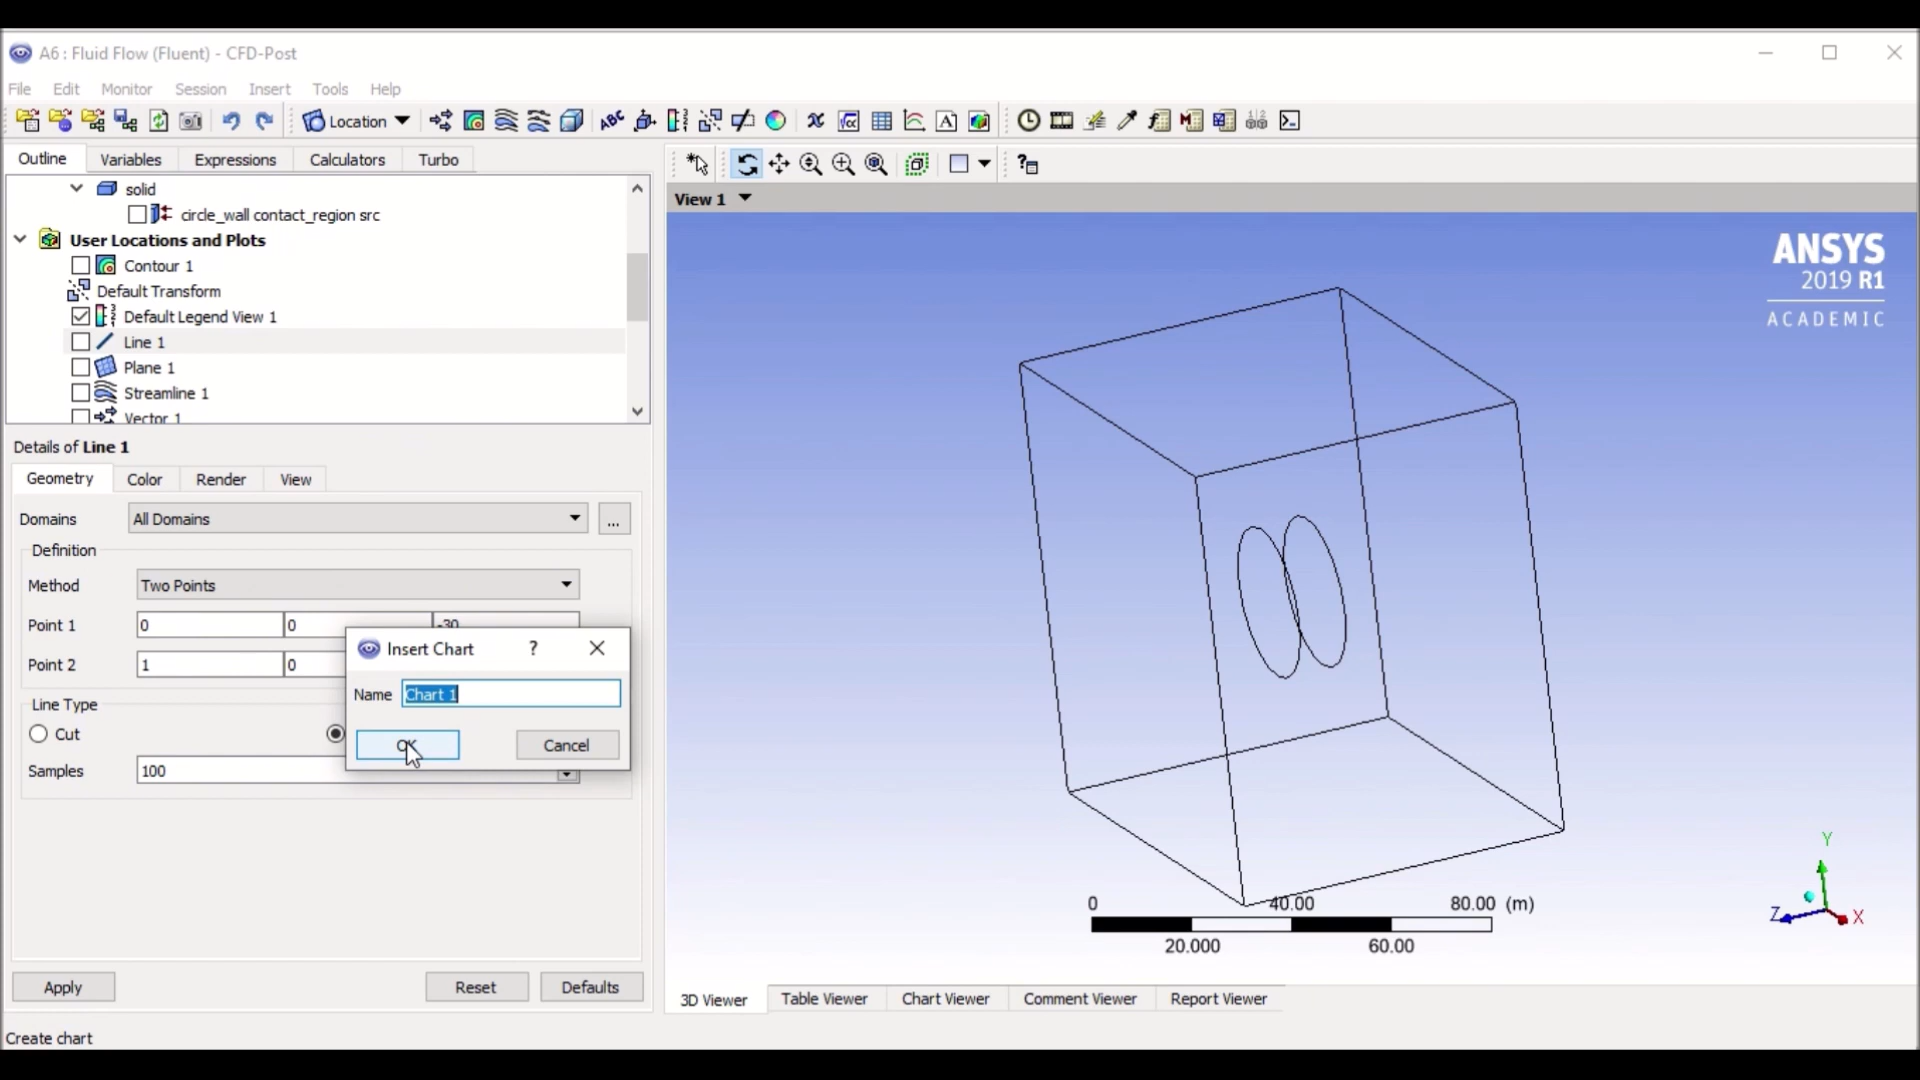 A6 : Fluid Flow (Fluent) - CFD-Post
File Edit Monitor Session Insert Tools Help
Location
Outline Variables Expressions Calculators Turbo
solid
circle_wall contact_region src
User Locations and Plots
Contour 1
Default Transform
Default Legend View 1
Line 1
Plane 1
Streamline 1
Vector 1
Details of Line 1
Geometry Color Render View
Domains All Domains ...
Definition
Method Two Points
Point 1 0 0 -30
Point 2 1 0
Line Type
Cut
Samples 100
Insert Chart ?
Name Chart 1
OK Cancel
Apply Reset Defaults
Create chart
View 1
ANSYS
2019 R1
ACADEMIC
0 40.00 80.00 (m)
20.000 60.00
Y
Z X
3D Viewer Table Viewer Chart Viewer Comment Viewer Report Viewer